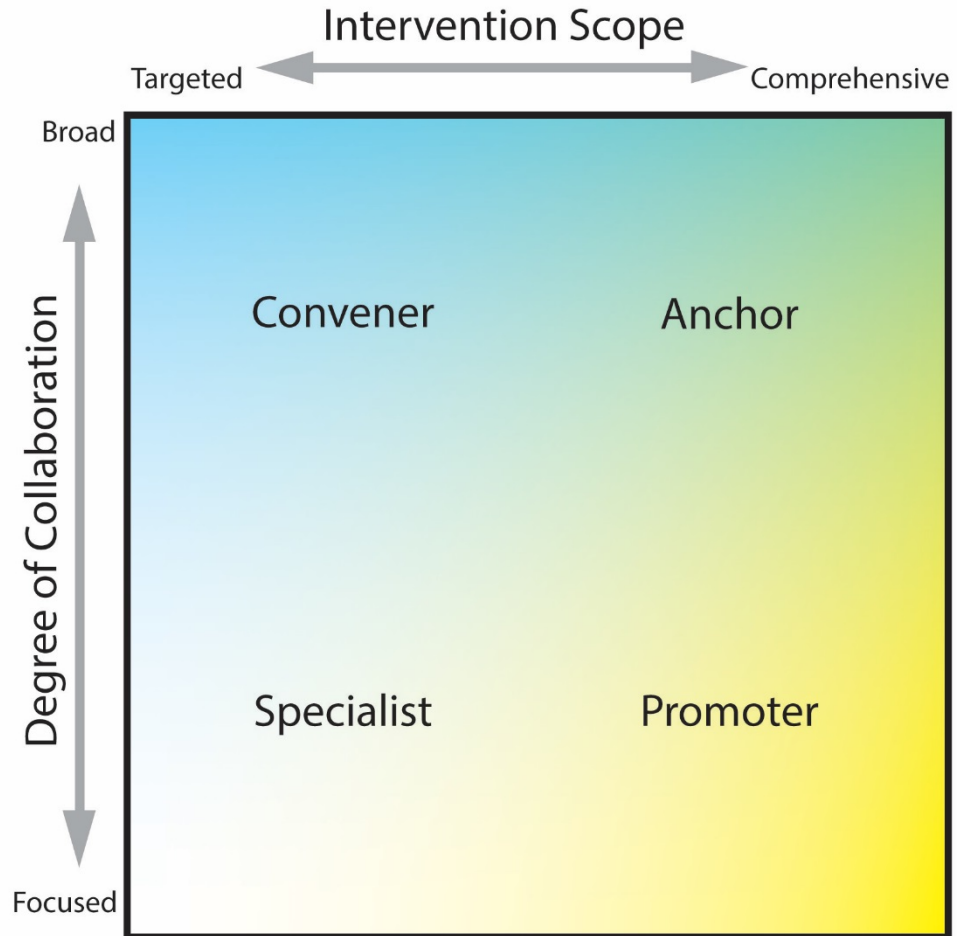 Intervention Scope
Targeted
Comprehensive
Broad
Degree of Collaboration
Convener
Anchor
Specialist
Promoter
Focused